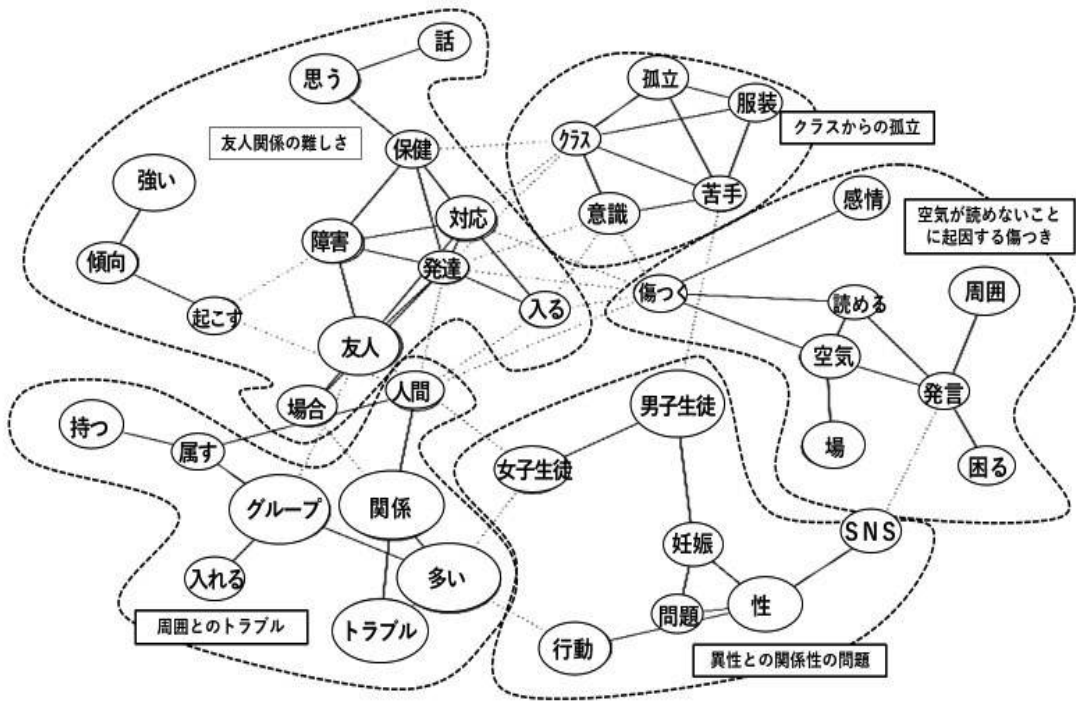 話
思う
友人関係の難しさ
保健
強い
対応
障害
傾向
発達
起こす
入る
友人
場合
孤立
服装
クラス
クラスからの孤立
苦手
意識
感情
空気が読めないこと
に起因する傷つき
傷つく
読める
周囲
空気
発言
場
困る
人間
持つ
属す
グループ
関係
入れる
多い
トラブル
周囲とのトラブル
男子生徒
女子生徒
SNS
妊娠
性
問題
行動
異性との関係性の問題